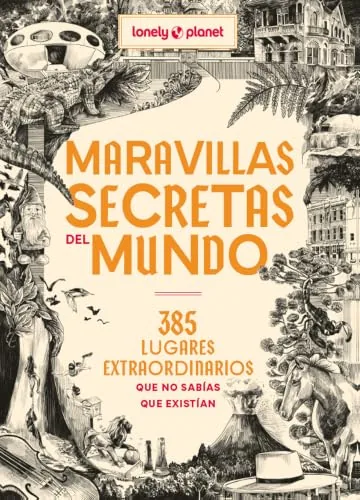 lonely planet
MARAVILLAS
SECRETAS
DEL MUNDO
385
LUGARES
EXTRAORDINARIOS
QUE NO SABÍAS
QUE EXISTÍAN